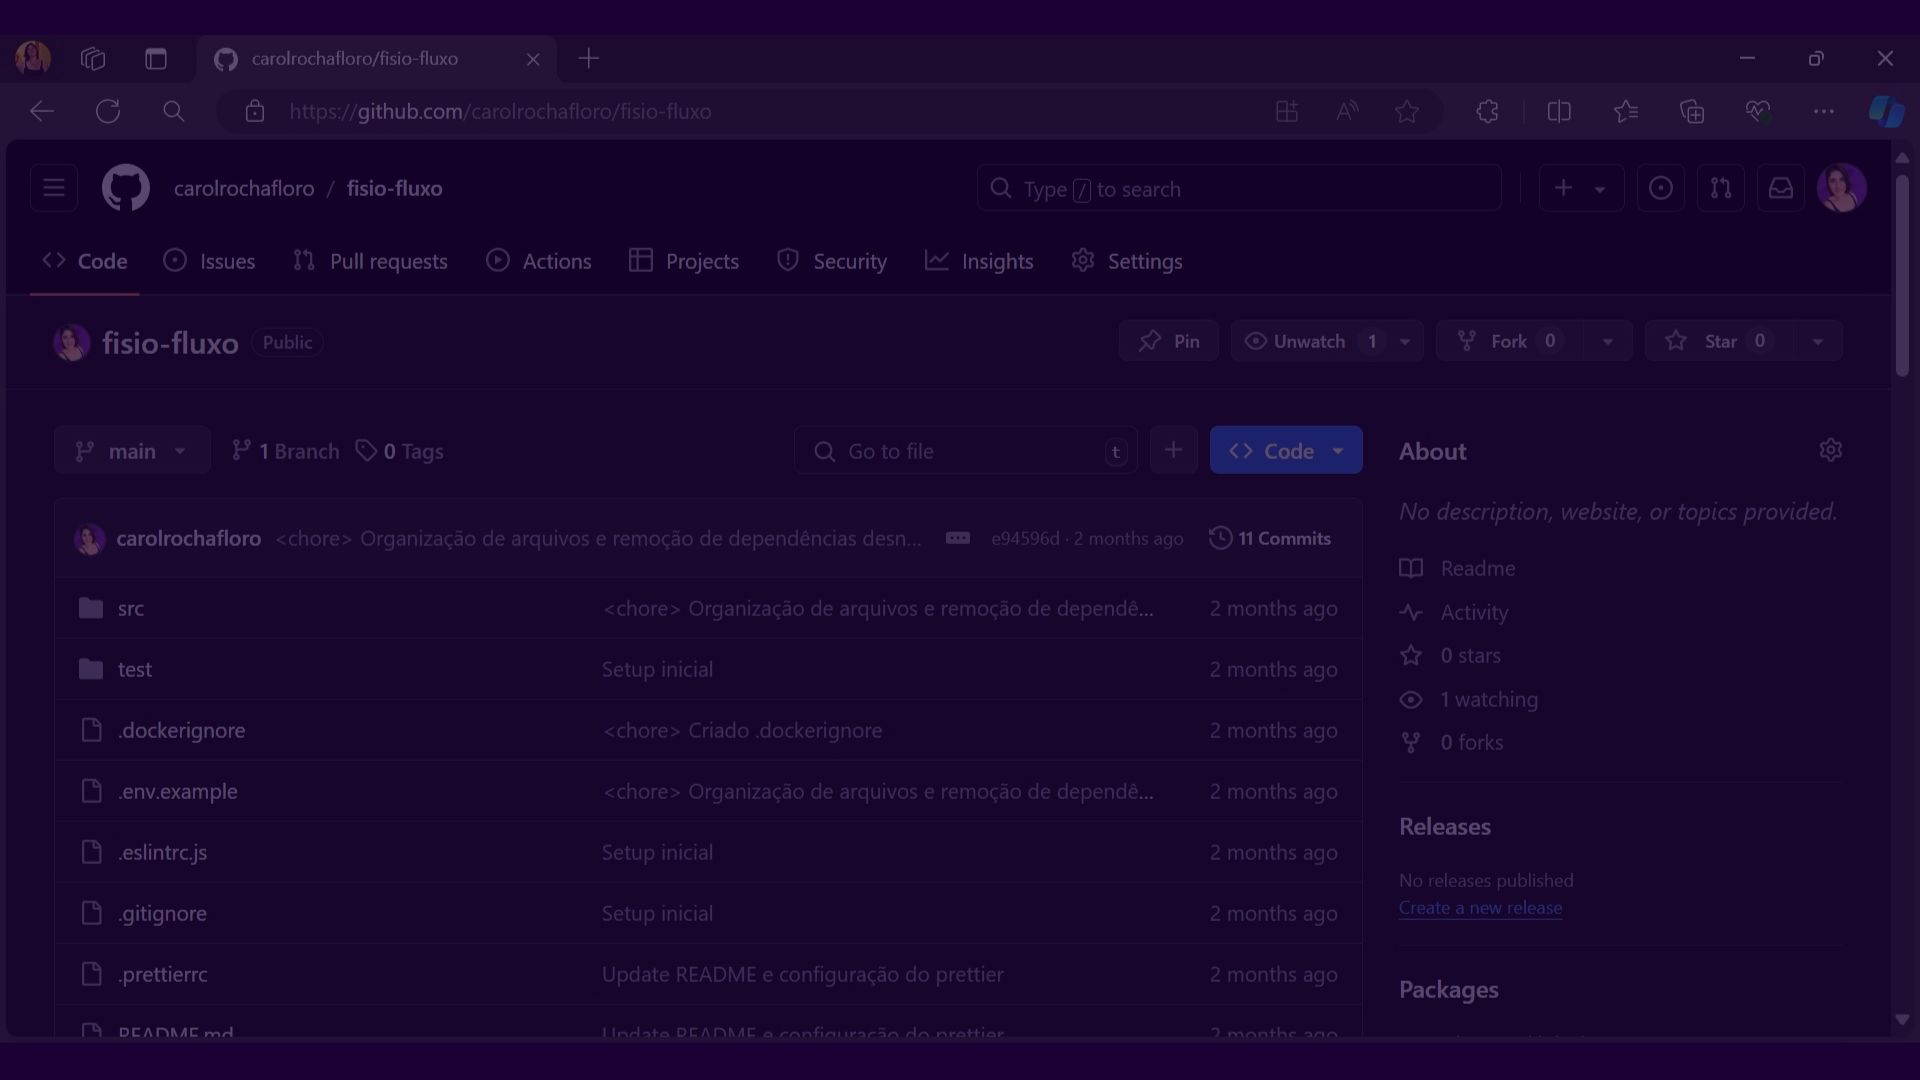 carolrochafloro/fisio-fluxo
https://github.com/carolrochafloro/fisio-fluxo
carolrochafloro / fisio-fluxo
Type / to search
Code Issues Pull requests Actions Projects Security Insights Settings
fisio-fluxo Public
Pin Unwatch 1 Fork 0 Star 0
main 1 Branch 0 Tags
Go to file t
Code
About
No description, website, or topics provided.
carolrochafloro <chore> Organização de arquivos e remoção de dependências desn... e94596d · 2 months ago 11 Commits
Readme
src <chore> Organização de arquivos e remoção de dependê... 2 months ago
Activity
0 stars
test Setup inicial 2 months ago
1 watching
.dockerignore <chore> Criado .dockerignore 2 months ago
0 forks
.env.example <chore> Organização de arquivos e remoção de dependê... 2 months ago
Releases
.eslintrc.js Setup inicial 2 months ago
No releases published
Create a new release
.gitignore Setup inicial 2 months ago
.prettierrc Update README e configuração do prettier 2 months ago
Packages
README.md Update README e configuração do prettier 2 months ago